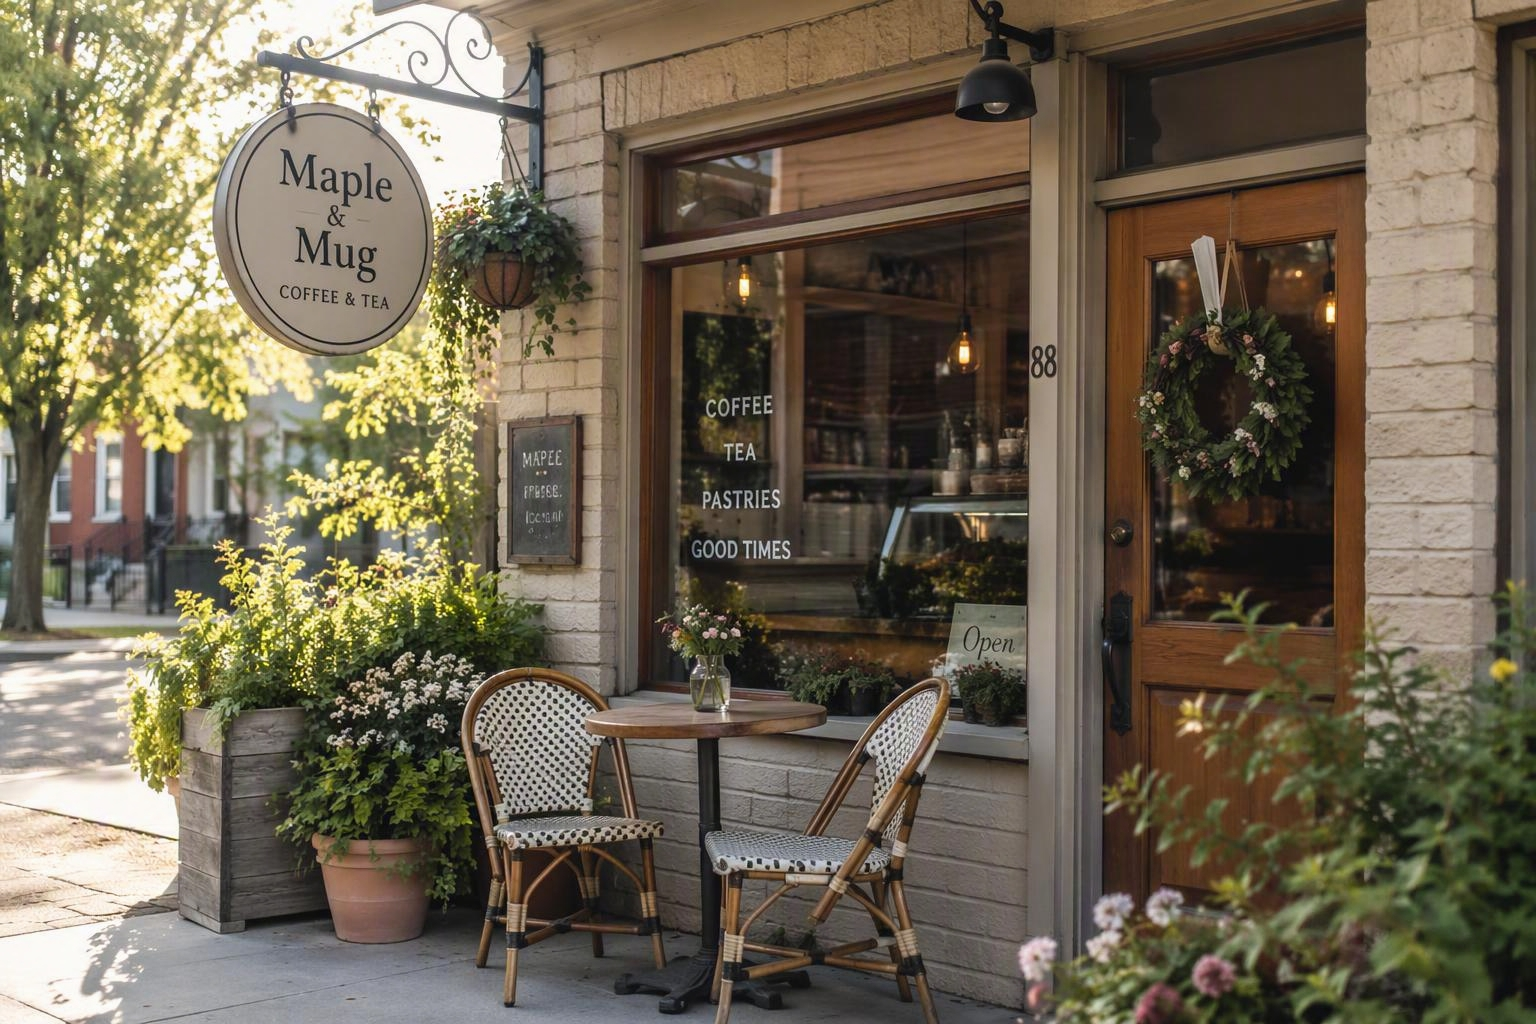 Maple
&
Mug
COFFEE & TEA
COFFEE
TEA
PASTRIES
GOOD TIMES
88
Open